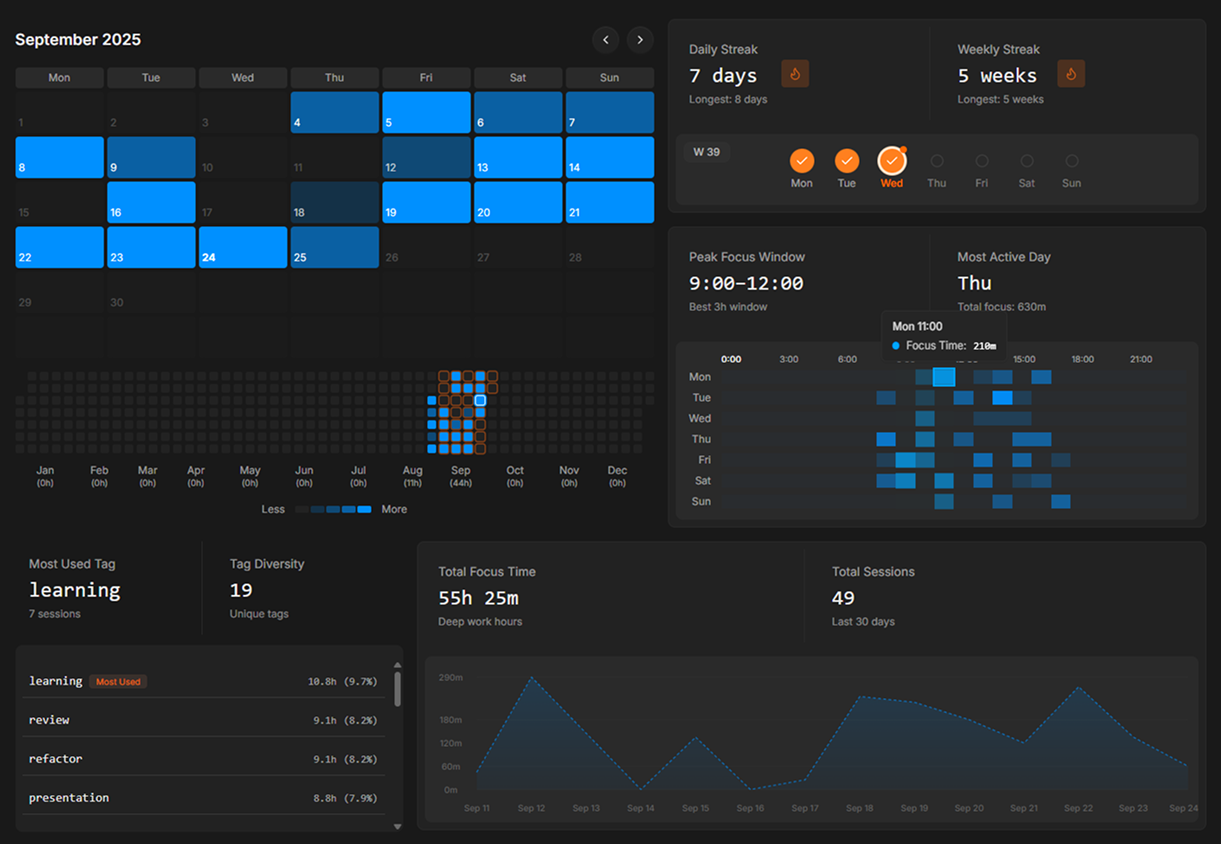 September 2025
Mon Tue Wed Thu Fri Sat Sun
1 2 3 4 5 6 7
8 9 10 11 12 13 14
15 16 17 18 19 20 21
22 23 24 25 26 27 28
29 30
Jan Feb Mar Apr May Jun Jul Aug Sep Oct Nov Dec
(0h) (0h) (0h) (0h) (0h) (0h) (0h) (11h) (44h) (0h) (0h) (0h)
Less More
Daily Streak
7 days
Longest: 8 days
Weekly Streak
5 weeks
Longest: 5 weeks
W 39
Mon Tue Wed Thu Fri Sat Sun
Peak Focus Window
9:00–12:00
Best 3h window
Most Active Day
Thu
Total focus: 630m
Mon 11:00
Focus Time: 210m
0:00 3:00 6:00 15:00 18:00 21:00
Mon
Tue
Wed
Thu
Fri
Sat
Sun
Most Used Tag
learning
7 sessions
Tag Diversity
19
Unique tags
learning Most Used 10.8h (9.7%)
review 9.1h (8.2%)
refactor 9.1h (8.2%)
presentation 8.8h (7.9%)
Total Focus Time
55h 25m
Deep work hours
Total Sessions
49
Last 30 days
290m
180m
120m
60m
0m
Sep 11 Sep 12 Sep 13 Sep 14 Sep 15 Sep 16 Sep 17 Sep 18 Sep 19 Sep 20 Sep 21 Sep 22 Sep 23 Sep 24